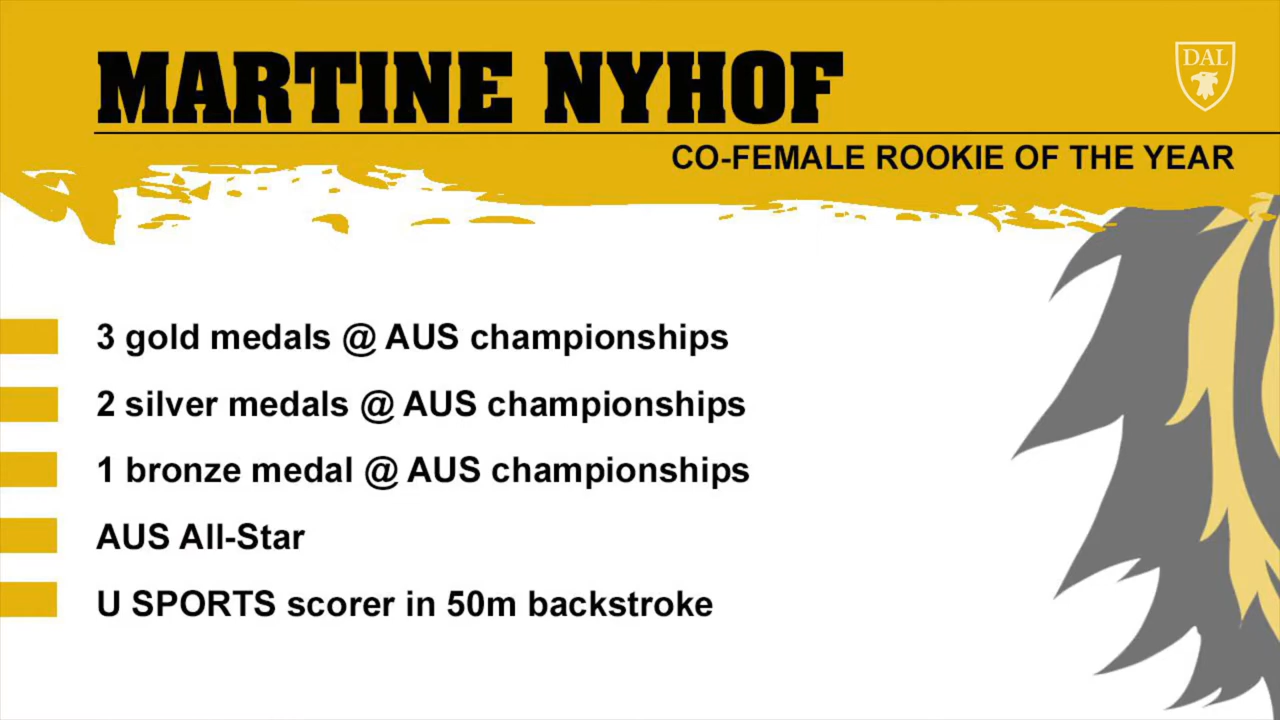 MARTINE NYHOF
DAL
CO-FEMALE ROOKIE OF THE YEAR
3 gold medals @ AUS championships
2 silver medals @ AUS championships
1 bronze medal @ AUS championships
AUS All-Star
U SPORTS scorer in 50m backstroke